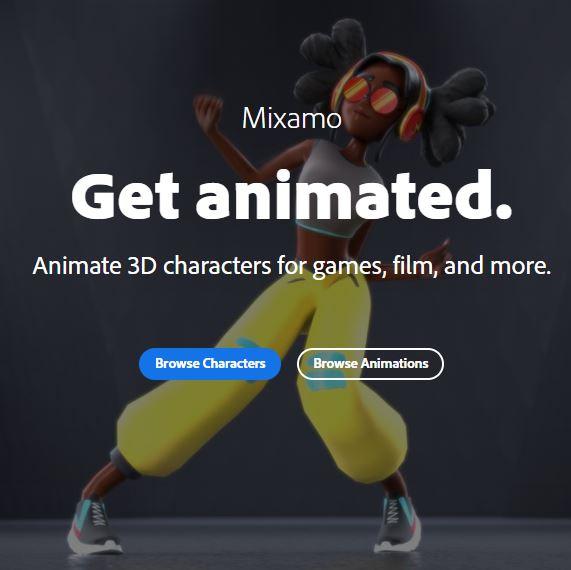 Mixamo
Get animated.
Animate 3D characters for games, film, and more.
Browse Characters
Browse Animations